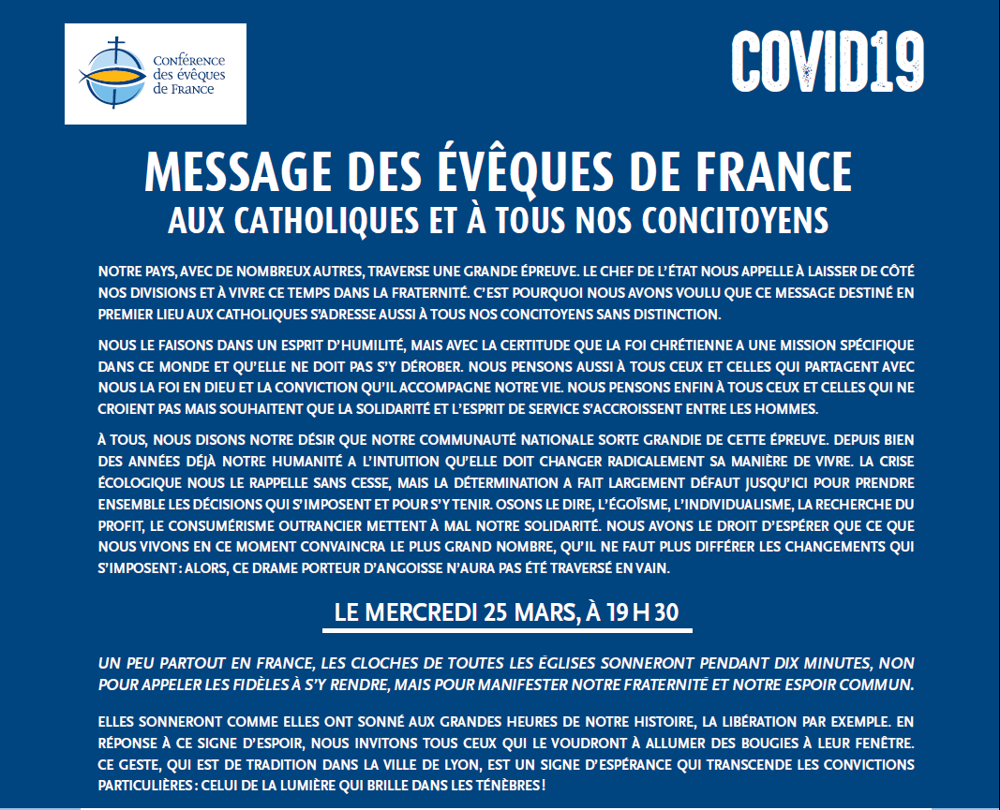 Conférence
des évêques
de France
COVID19
MESSAGE DES ÉVÊQUES DE FRANCE
AUX CATHOLIQUES ET À TOUS NOS CONCITOYENS
NOTRE PAYS, AVEC DE NOMBREUX AUTRES, TRAVERSE UNE GRANDE ÉPREUVE. LE CHEF DE L’ÉTAT NOUS APPELLE À LAISSER DE CÔTÉ
NOS DIVISIONS ET À VIVRE CE TEMPS DANS LA FRATERNITÉ. C’EST POURQUOI NOUS AVONS VOULU QUE CE MESSAGE DESTINÉ EN
PREMIER LIEU AUX CATHOLIQUES S’ADRESSE AUSSI À TOUS NOS CONCITOYENS SANS DISTINCTION.
NOUS LE FAISONS DANS UN ESPRIT D’HUMILITÉ, MAIS AVEC LA CERTITUDE QUE LA FOI CHRÉTIENNE A UNE MISSION SPÉCIFIQUE
DANS CE MONDE ET QU’ELLE NE DOIT PAS S’Y DÉROBER. NOUS PENSONS AUSSI À TOUS CEUX ET CELLES QUI PARTAGENT AVEC
NOUS LA FOI EN DIEU ET LA CONVICTION QU’IL ACCOMPAGNE NOTRE VIE. NOUS PENSONS ENFIN À TOUS CEUX ET CELLES QUI NE
CROIENT PAS MAIS SOUHAITENT QUE LA SOLIDARITÉ ET L’ESPRIT DE SERVICE S’ACCROISSENT ENTRE LES HOMMES.
À TOUS, NOUS DISONS NOTRE DÉSIR QUE NOTRE COMMUNAUTÉ NATIONALE SORTE GRANDIE DE CETTE ÉPREUVE. DEPUIS BIEN
DES ANNÉES DÉJÀ NOTRE HUMANITÉ A L’INTUITION QU’ELLE DOIT CHANGER RADICALEMENT SA MANIÈRE DE VIVRE. LA CRISE
ÉCOLOGIQUE NOUS LE RAPPELLE SANS CESSE, MAIS LA DÉTERMINATION A FAIT LARGEMENT DÉFAUT JUSQU’ICI POUR PRENDRE
ENSEMBLE LES DÉCISIONS QUI S’IMPOSENT ET POUR S’Y TENIR. OSONS LE DIRE, L’ÉGOÏSME, L’INDIVIDUALISME, LA RECHERCHE DU
PROFIT, LE CONSUMÉRISME OUTRANCIER METTENT À MAL NOTRE SOLIDARITÉ. NOUS AVONS LE DROIT D’ESPÉRER QUE CE QUE
NOUS VIVONS EN CE MOMENT CONVAINCRA LE PLUS GRAND NOMBRE, QU’IL NE FAUT PLUS DIFFÉRER LES CHANGEMENTS QUI
S’IMPOSENT : ALORS, CE DRAME PORTEUR D’ANGOISSE N’AURA PAS ÉTÉ TRAVERSÉ EN VAIN.
LE MERCREDI 25 MARS, À 19 H 30
UN PEU PARTOUT EN FRANCE, LES CLOCHES DE TOUTES LES ÉGLISES SONNERONT PENDANT DIX MINUTES, NON
POUR APPELER LES FIDÈLES À S’Y RENDRE, MAIS POUR MANIFESTER NOTRE FRATERNITÉ ET NOTRE ESPOIR COMMUN.
ELLES SONNERONT COMME ELLES ONT SONNÉ AUX GRANDES HEURES DE NOTRE HISTOIRE, LA LIBÉRATION PAR EXEMPLE. EN
RÉPONSE À CE SIGNE D’ESPOIR, NOUS INVITONS TOUS CEUX QUI LE VOUDRONT À ALLUMER DES BOUGIES À LEUR FENÊTRE.
CE GESTE, QUI EST DE TRADITION DANS LA VILLE DE LYON, EST UN SIGNE D’ESPÉRANCE QUI TRANSCENDE LES CONVICTIONS
PARTICULIÈRES : CELUI DE LA LUMIÈRE QUI BRILLE DANS LES TÉNÈBRES !